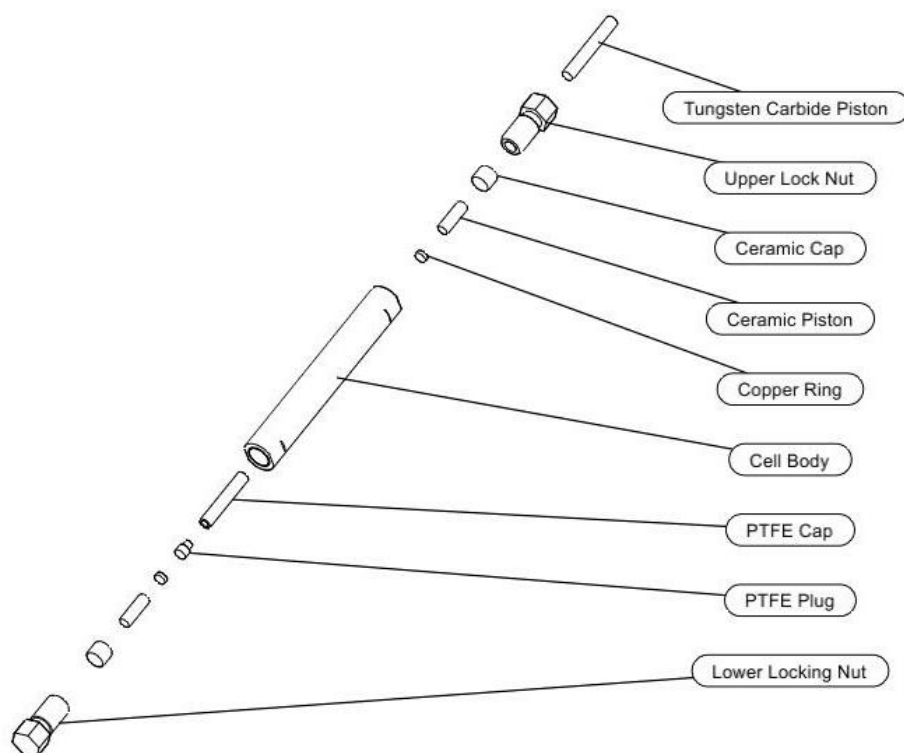 Tungsten Carbide Piston
Upper Lock Nut
Ceramic Cap
Ceramic Piston
Copper Ring
Cell Body
PTFE Cap
PTFE Plug
Lower Locking Nut